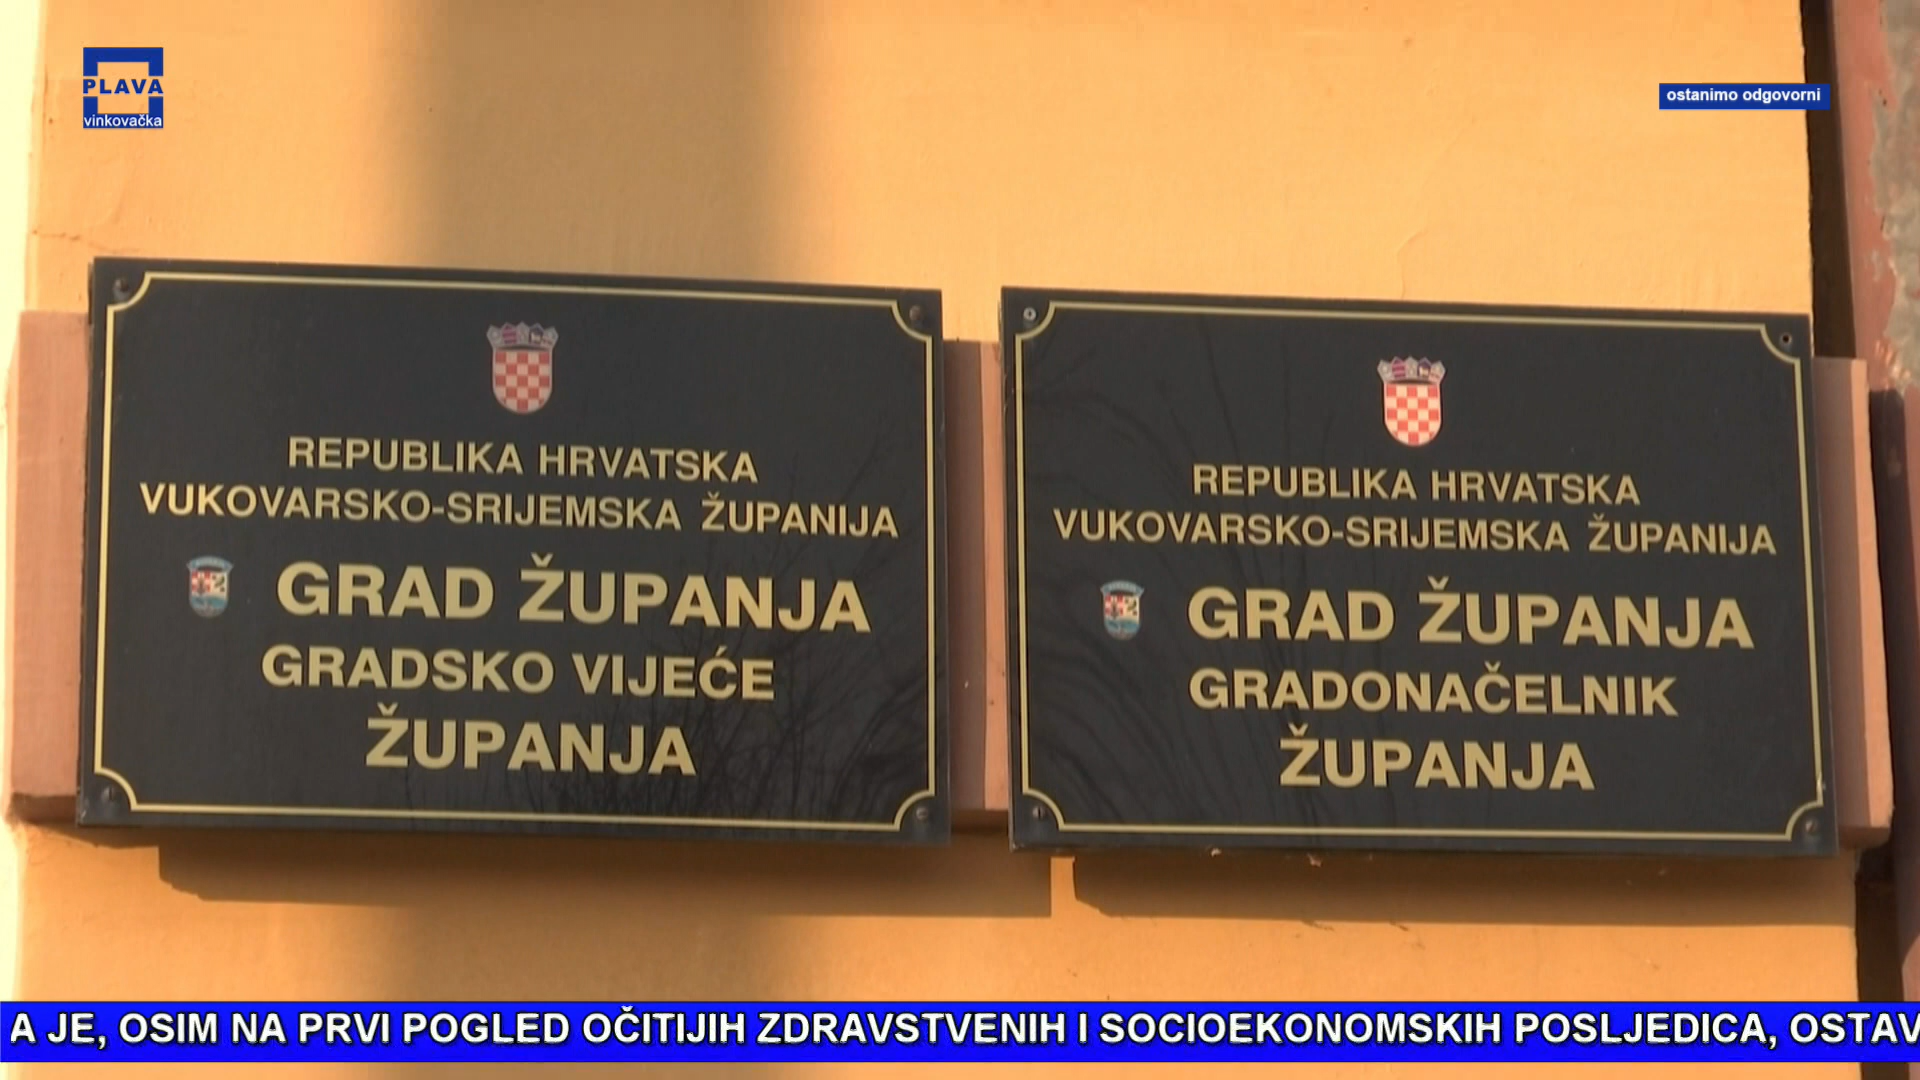 PLAVA
vinkovačka
ostanimo odgovorni
REPUBLIKA HRVATSKA
VUKOVARSKO-SRIJEMSKA ŽUPANIJA
GRAD ŽUPANJA
GRADSKO VIJEĆE
ŽUPANJA
REPUBLIKA HRVATSKA
VUKOVARSKO-SRIJEMSKA ŽUPANIJA
GRAD ŽUPANJA
GRADONAČELNIK
ŽUPANJA
A JE, OSIM NA PRVI POGLED OČITIJIH ZDRAVSTVENIH I SOCIOEKONOMSKIH POSLJEDICA, OSTAV